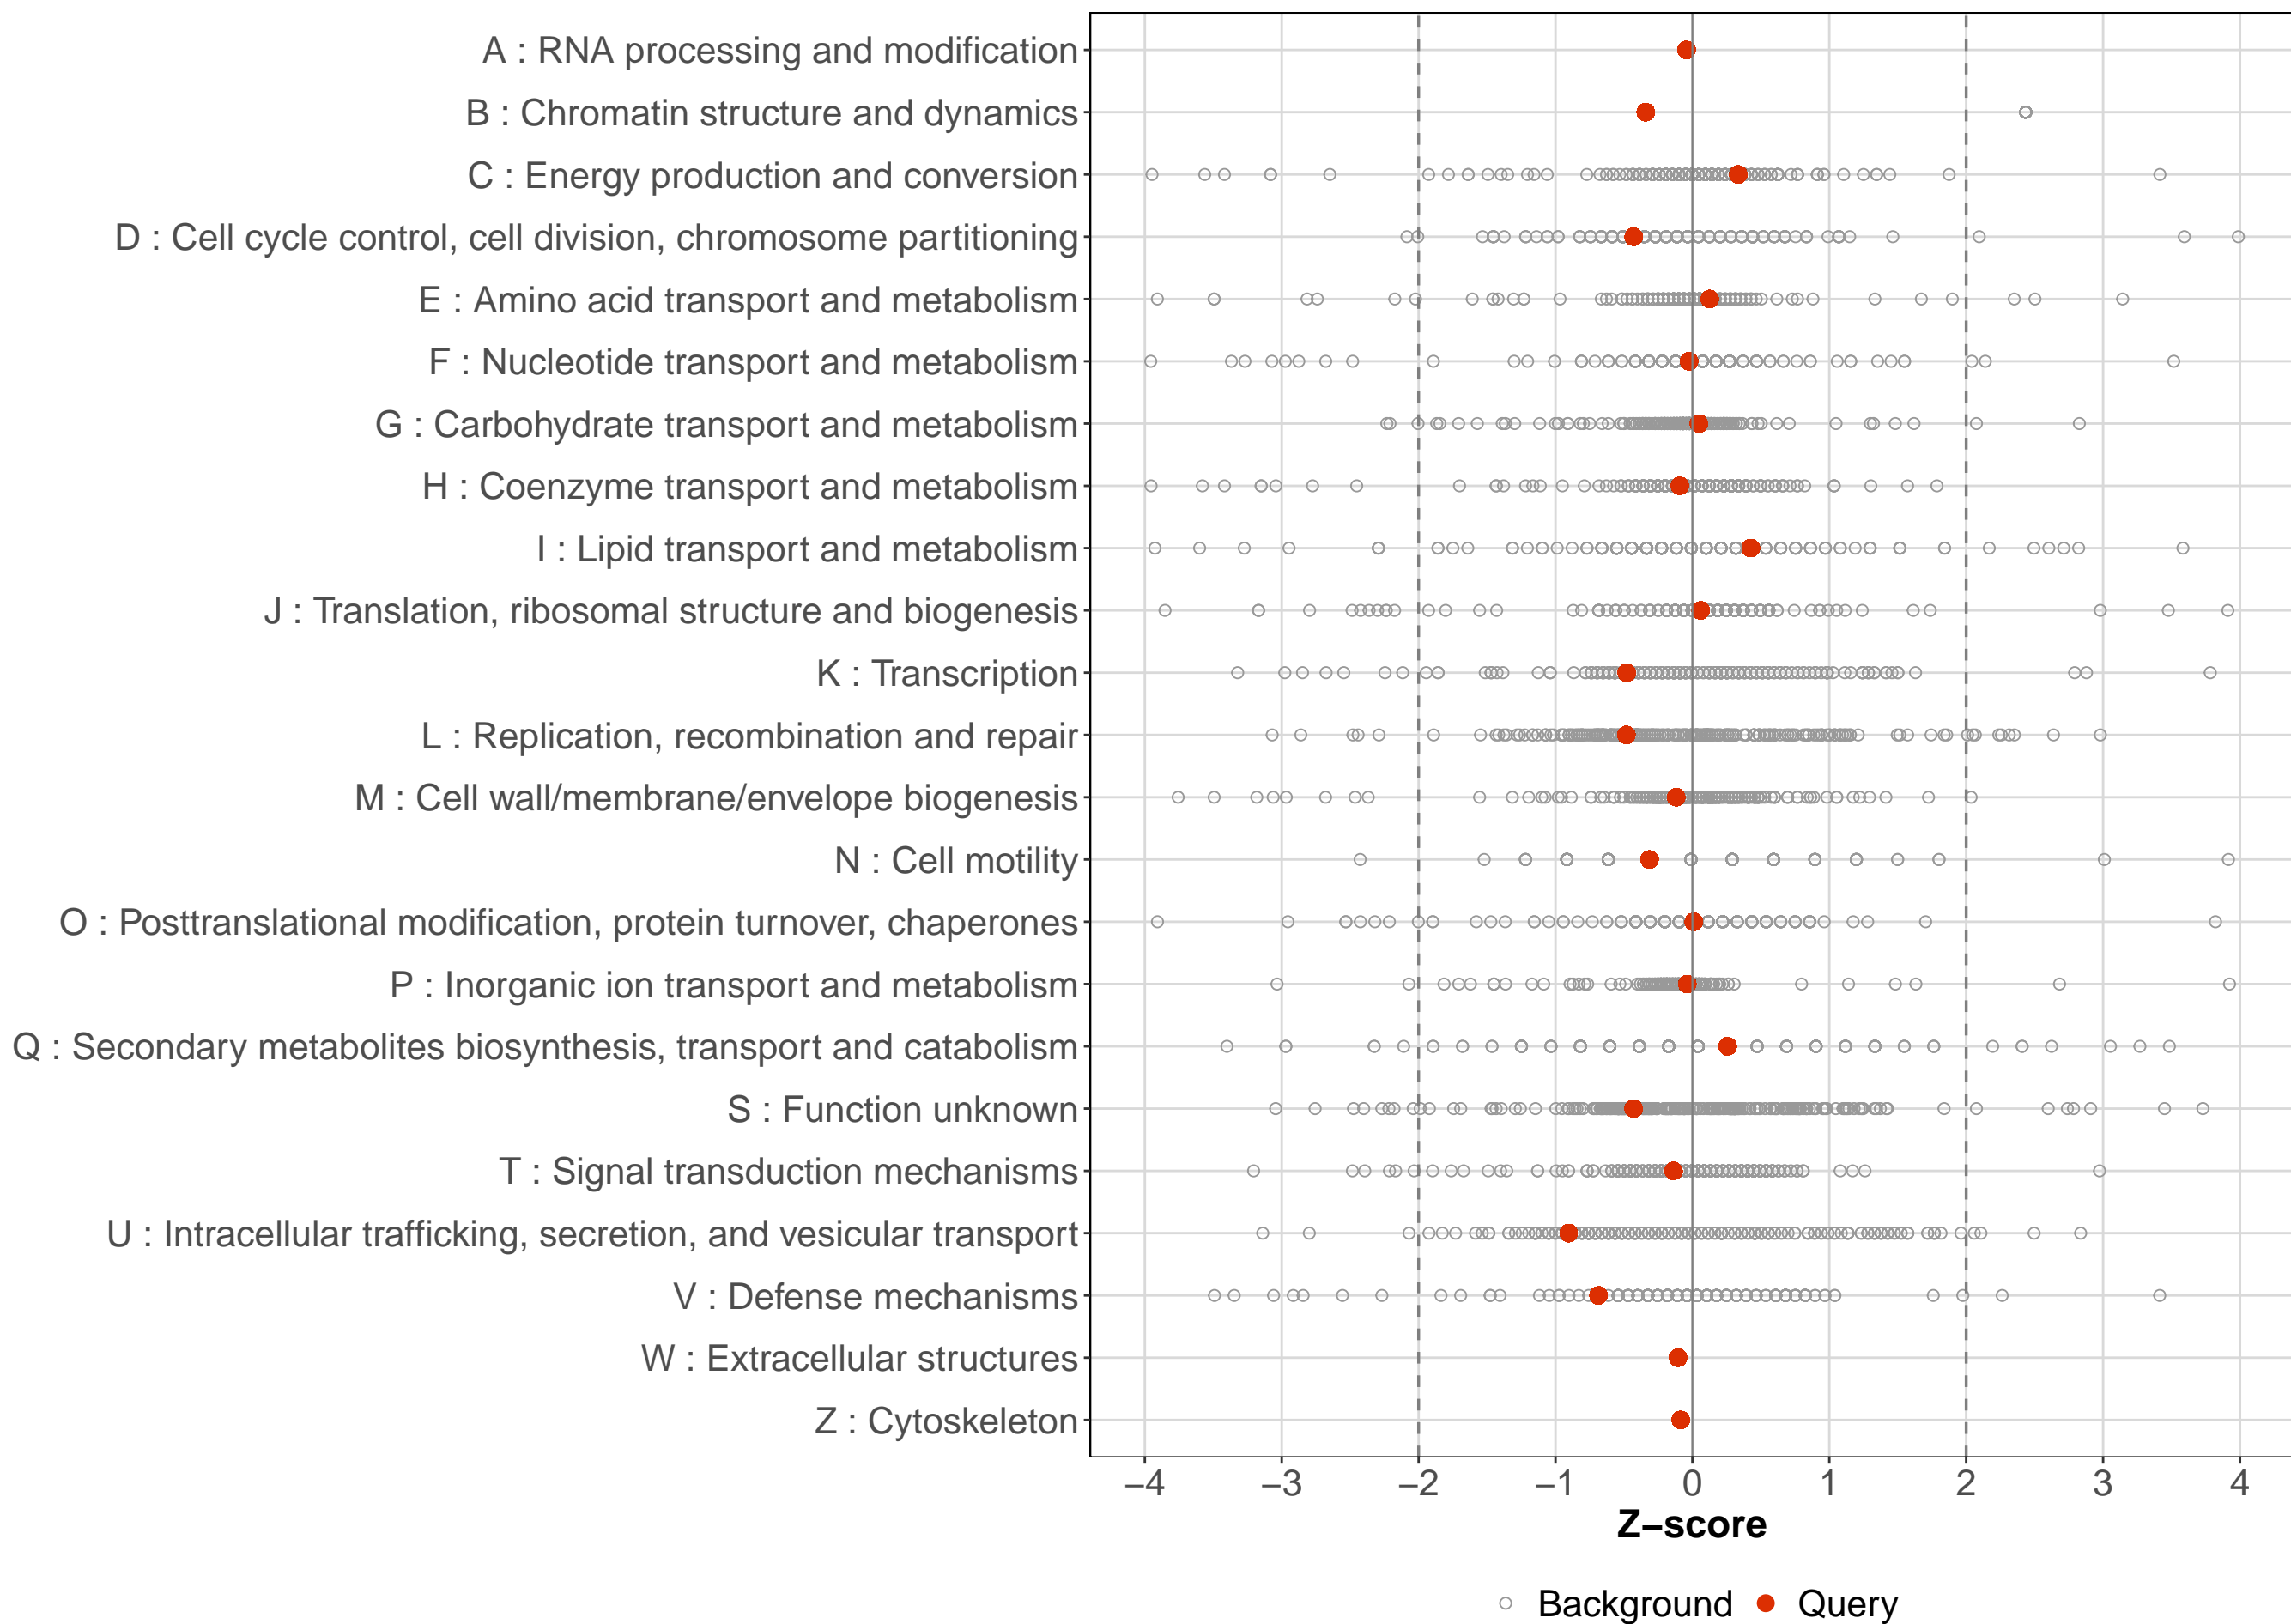 A : RNA processing and modification
B : Chromatin structure and dynamics
C : Energy production and conversion
D : Cell cycle control, cell division, chromosome partitioning
E : Amino acid transport and metabolism
F : Nucleotide transport and metabolism
G : Carbohydrate transport and metabolism
H : Coenzyme transport and metabolism
I : Lipid transport and metabolism
J : Translation, ribosomal structure and biogenesis
K : Transcription
L : Replication, recombination and repair
M : Cell wall/membrane/envelope biogenesis
N : Cell motility
O : Posttranslational modification, protein turnover, chaperones
P : Inorganic ion transport and metabolism
Q : Secondary metabolites biosynthesis, transport and catabolism
S : Function unknown
T : Signal transduction mechanisms
U : Intracellular trafficking, secretion, and vesicular transport
V : Defense mechanisms
W : Extracellular structures
Z : Cytoskeleton
−4 −3 −2 −1 0 1 2 3 4
Z−score
Background Query